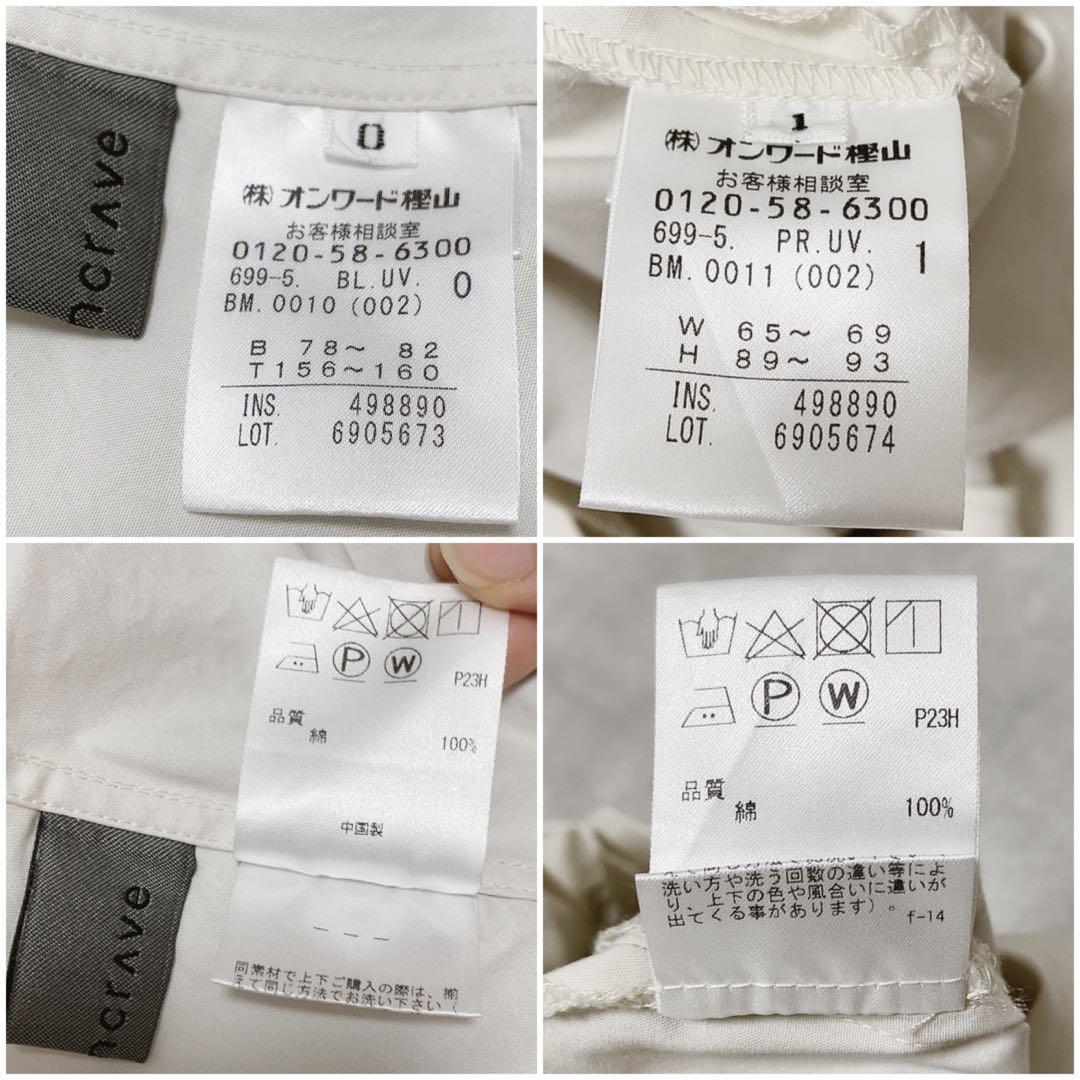 0
㈱オンワード樫山
お客様相談室
0120-58-6300
699-5. BL.UV. 0
BM.0010(002)
B 78～ 82
T156～160
INS. 498890
LOT. 6905673
ncrave
1
㈱オンワード樫山
お客様相談室
0120-58-6300
699-5. PR.UV. 1
BM.0011(002)
W 65～ 69
H 89～ 93
INS. 498890
LOT. 6905674
P W
P23H
品質
綿 100%
中国製
---
同素材で上下ご購入の際は、揃
えて同じ方法でお洗い下さい（
ncrave
P W
P23H
品質
綿 100%
洗い方や洗う回数の違い等によ
り、上下の色や風合いに違いが
出てくる事があります）。 f-14